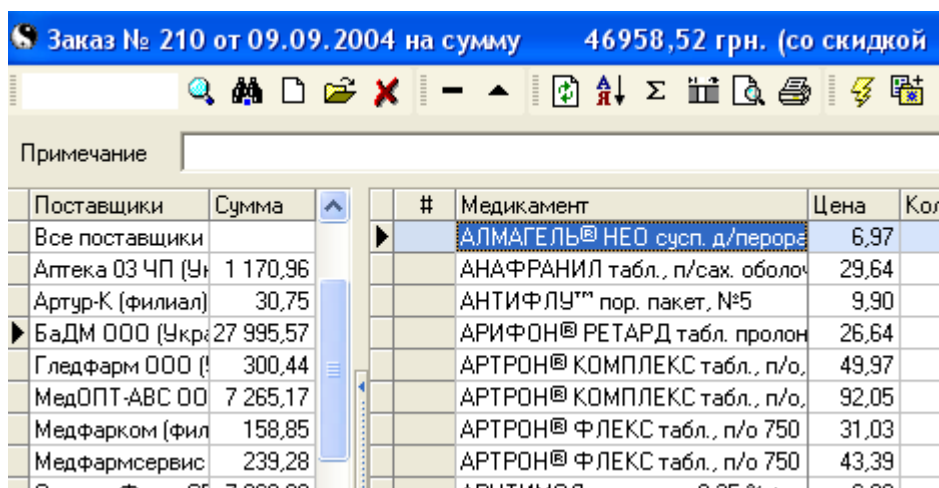 Заказ № 210 от 09.09.2004 на сумму 46958,52 грн. (со скидкой
Примечание
Поставщики Сумма # Медикамент Цена Кол
Все поставщики АЛМАГЕЛЬ® НЕО сусп. д/перора 6,97
Аптека 03 ЧП (Ук 1 170,96 АНАФРАНИЛ табл., п/сах. оболоч 29,64
Артур-К (филиал) 30,75 АНТИФЛУ™ пор. пакет, №5 9,90
БаДМ ООО (Укра 27 995,57 АРИФОН® РЕТАРД табл. пролон 26,64
Гледфарм ООО ( 300,44 АРТРОН® КОМПЛЕКС табл., п/о, 49,97
МедОПТ-АВС ОО 7 265,17 АРТРОН® КОМПЛЕКС табл., п/о, 92,05
Медфарком (фил 158,85 АРТРОН® ФЛЕКС табл., п/о 750 31,03
Медфармсервис 239,28 АРТРОН® ФЛЕКС табл., п/о 750 43,39